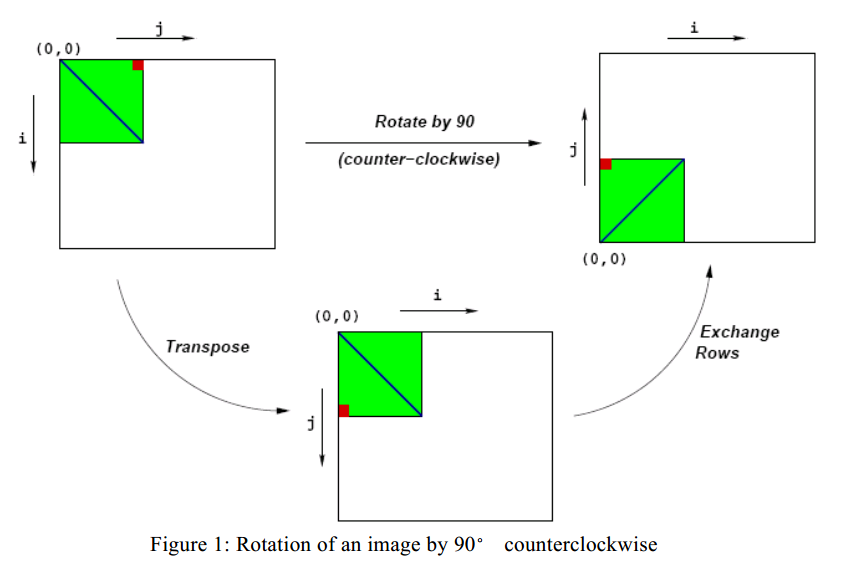 j
(0,0)
i
Rotate by 90
(counter-clockwise)
i
j
(0,0)
Transpose
i
(0,0)
j
Exchange
Rows
Figure 1: Rotation of an image by 90° counterclockwise